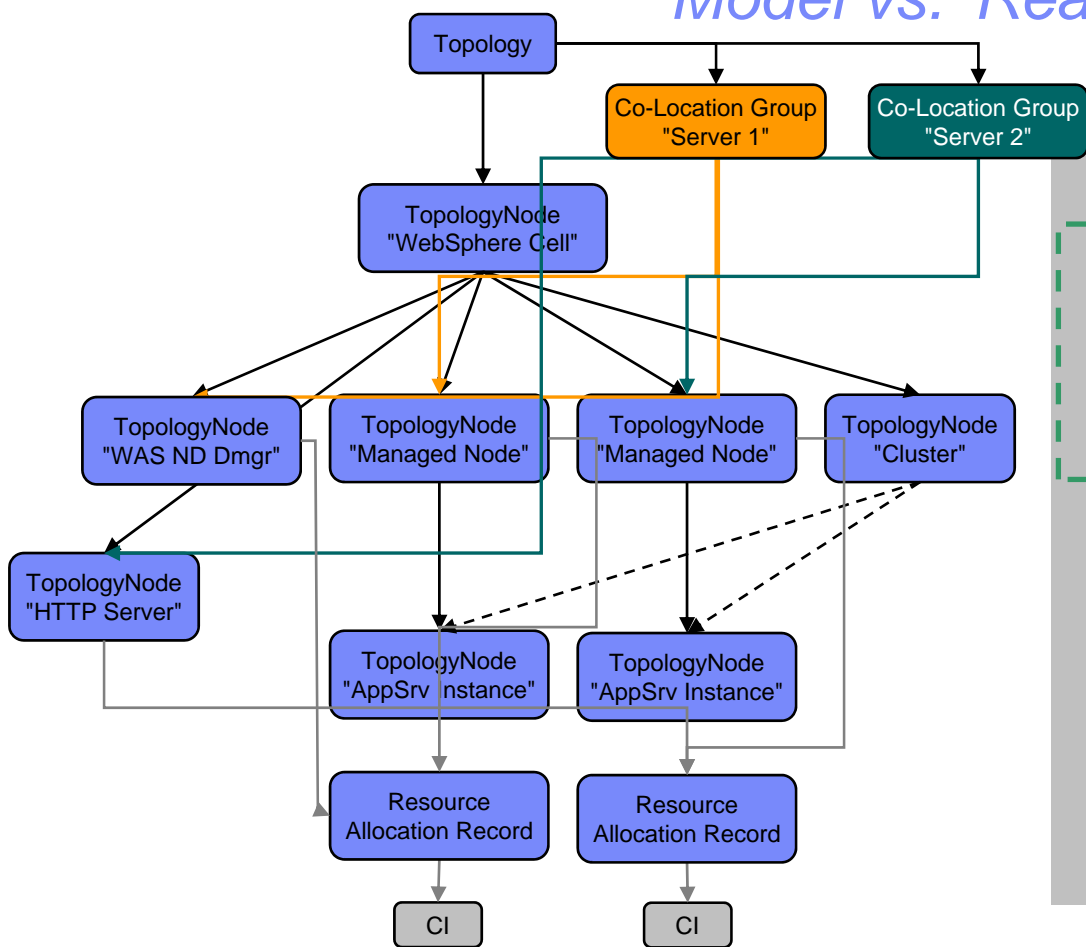 Model vs.
Topology
Co-Location Group
"Server 1"
Co-Location Group
"Server 2"
TopologyNode
"WebSphere Cell"
TopologyNode
"WAS ND Dmgr"
TopologyNode
"Managed Node"
TopologyNode
"Managed Node"
TopologyNode
"Cluster"
TopologyNode
"HTTP Server"
TopologyNode
"AppSrv Instance"
TopologyNode
"AppSrv Instance"
Resource
Allocation Record
Resource
Allocation Record
CI
CI